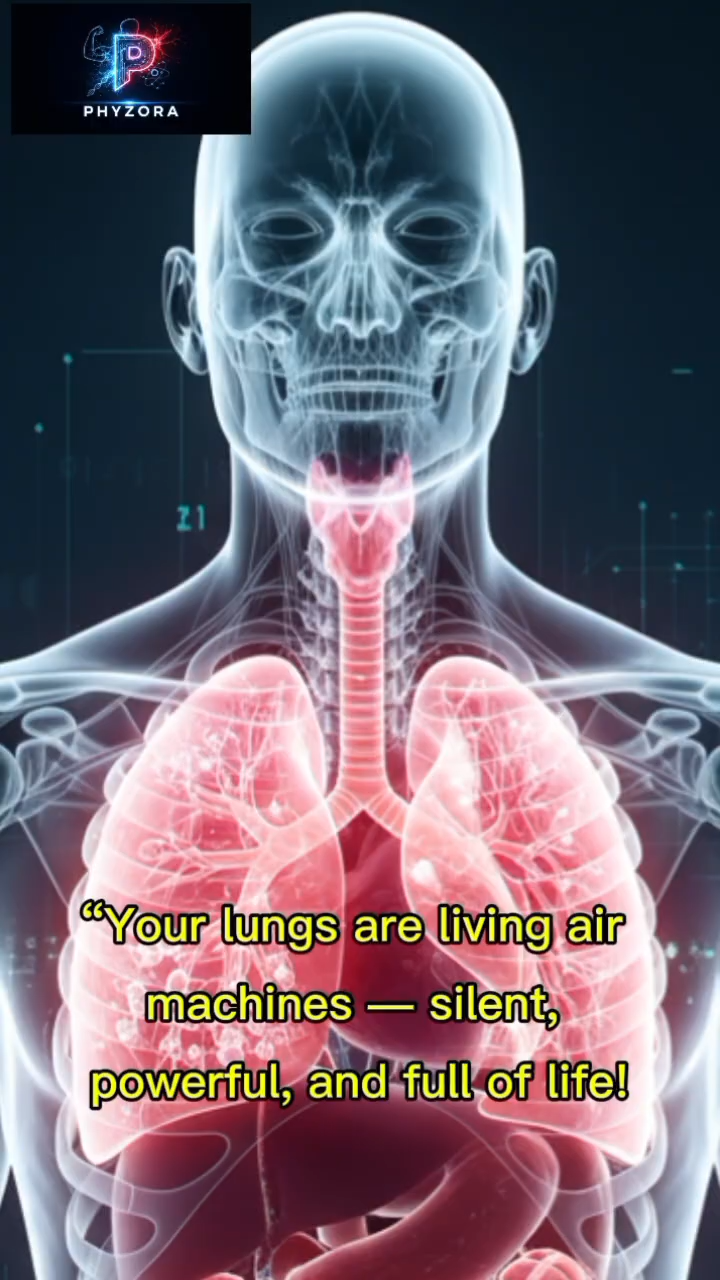 PHYZORA
Z1
“Your lungs are living air
machines — silent,
powerful, and full of life!